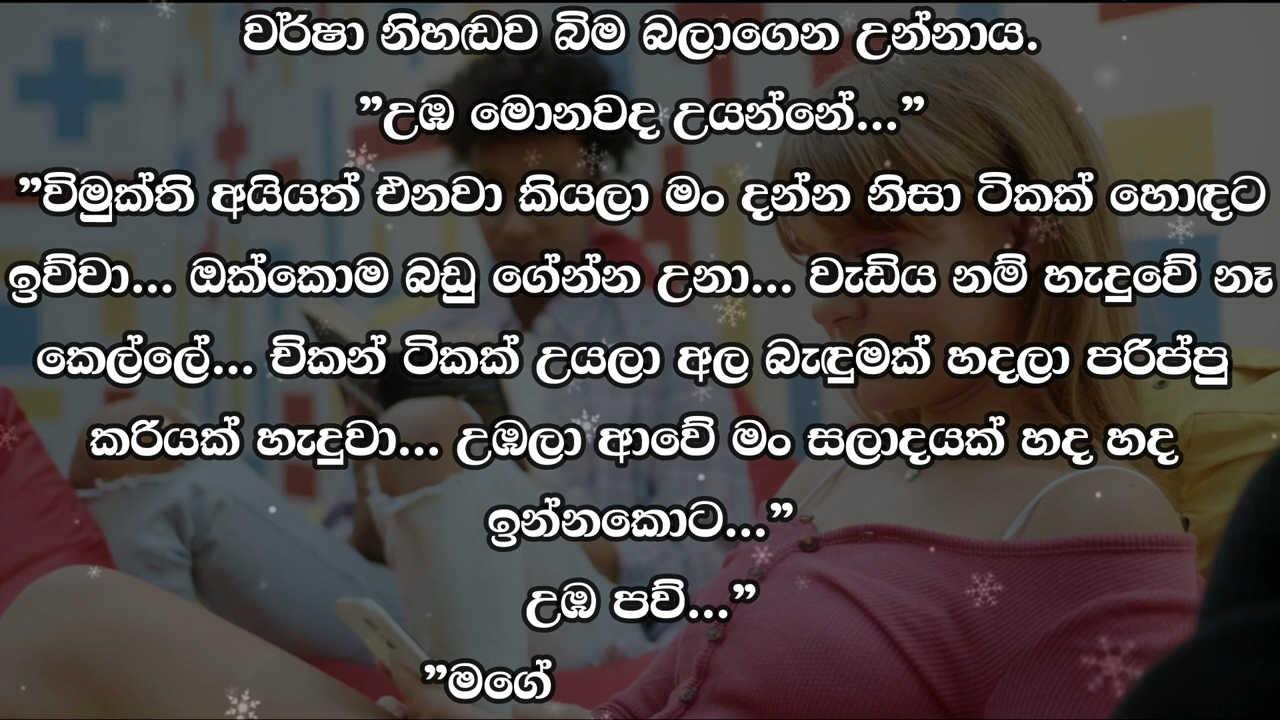 වර්ෂා නිහඬව බිම බලාගෙන උන්නාය.
”උඹ මොනවද උයන්නේ...”
”විමුක්ති අයියත් එනවා කියලා මං දන්න නිසා ටිකක් හොඳට
ඉව්වා... ඔක්කොම බඩු ගේන්න උනා... වැඩිය නම් හැදුවේ නෑ
කෙල්ලේ... චිකන් ටිකක් උයලා අල බැඳුමක් හදලා පරිප්පු
කරියක් හැදුවා... උඹලා ආවේ මං සලාදයක් හද හද
ඉන්නකොට...”
උඹ පව්...”
”මගේ